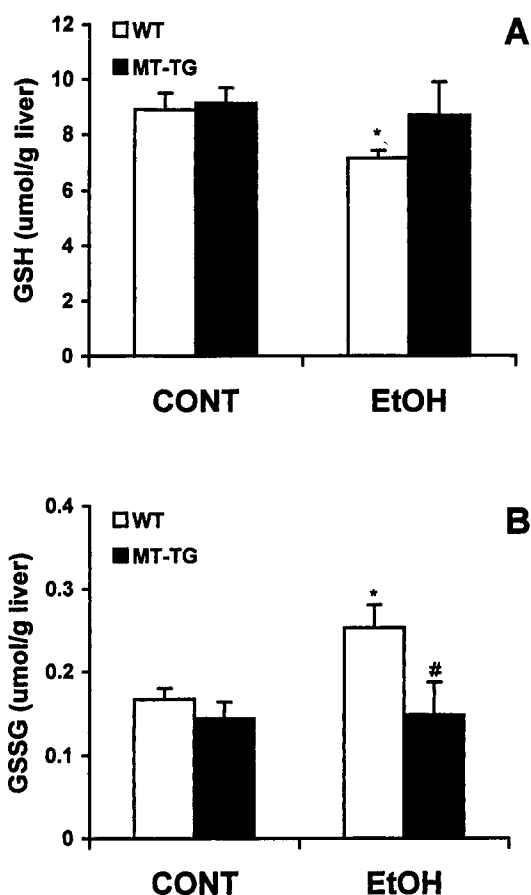 A
WT
MT-TG
12
10
8
6
4
2
0
GSH (umol/g liver)
*
CONT EtOH
B
WT
MT-TG
0.4
0.3
0.2
0.1
0
GSSG (umol/g liver)
*
#
CONT EtOH